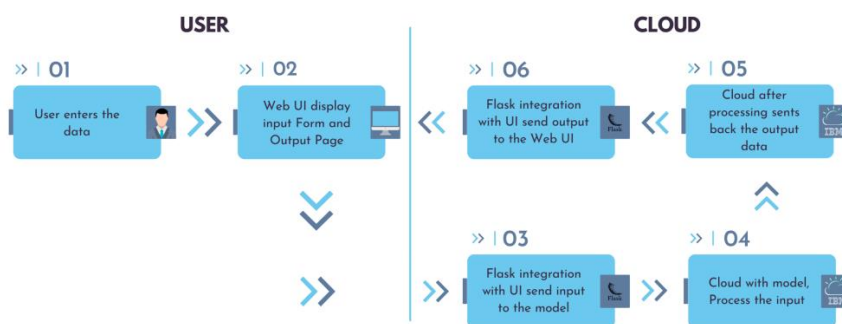 USER
CLOUD
» | 01
User enters the
data
» | 02
Web UI display
input Form and
Output Page
» | 06
Flask integration
with UI send output
to the Web UI
Flask
» | 05
Cloud after
processing sents
back the output
data
IBM
» | 03
Flask integration
with UI send input
to the model
Flask
» | 04
Cloud with model,
Process the input
IBM